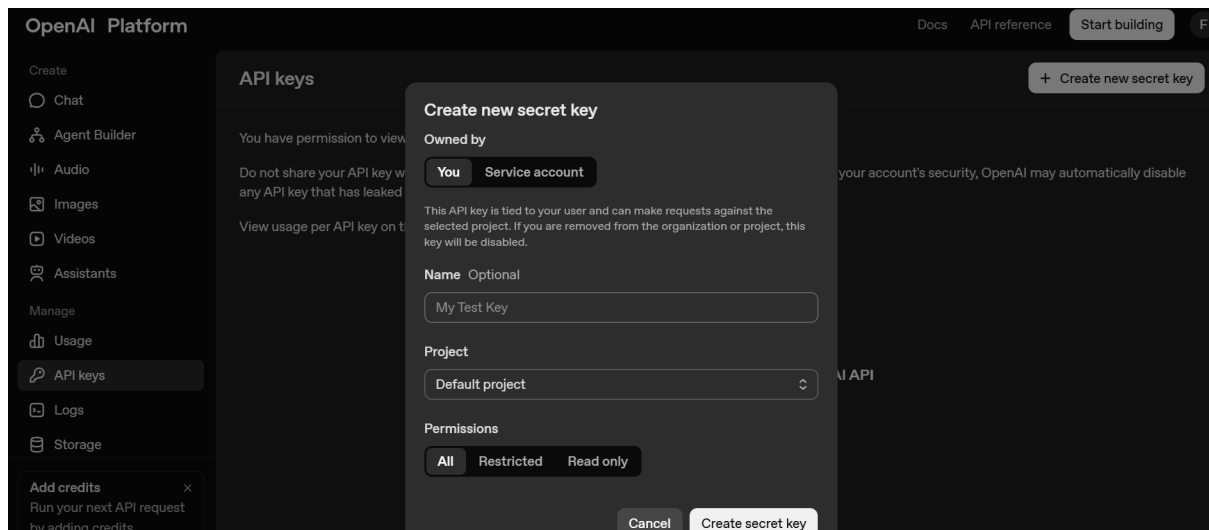 OpenAI Platform
Docs
API reference
Start building
F
Create
Chat
Agent Builder
Audio
Images
Videos
Assistants
Manage
Usage
API keys
Logs
Storage
Add credits
Run your next API request
by adding credits
API keys
+ Create new secret key
You have permission to view
Do not share your API key w
your account's security, OpenAI may automatically disable
any API key that has leaked
View usage per API key on t
AI API
Create new secret key
Owned by
You
Service account
This API key is tied to your user and can make requests against the
selected project. If you are removed from the organization or project, this
key will be disabled.
Name Optional
My Test Key
Project
Default project
Permissions
All
Restricted
Read only
Cancel
Create secret key